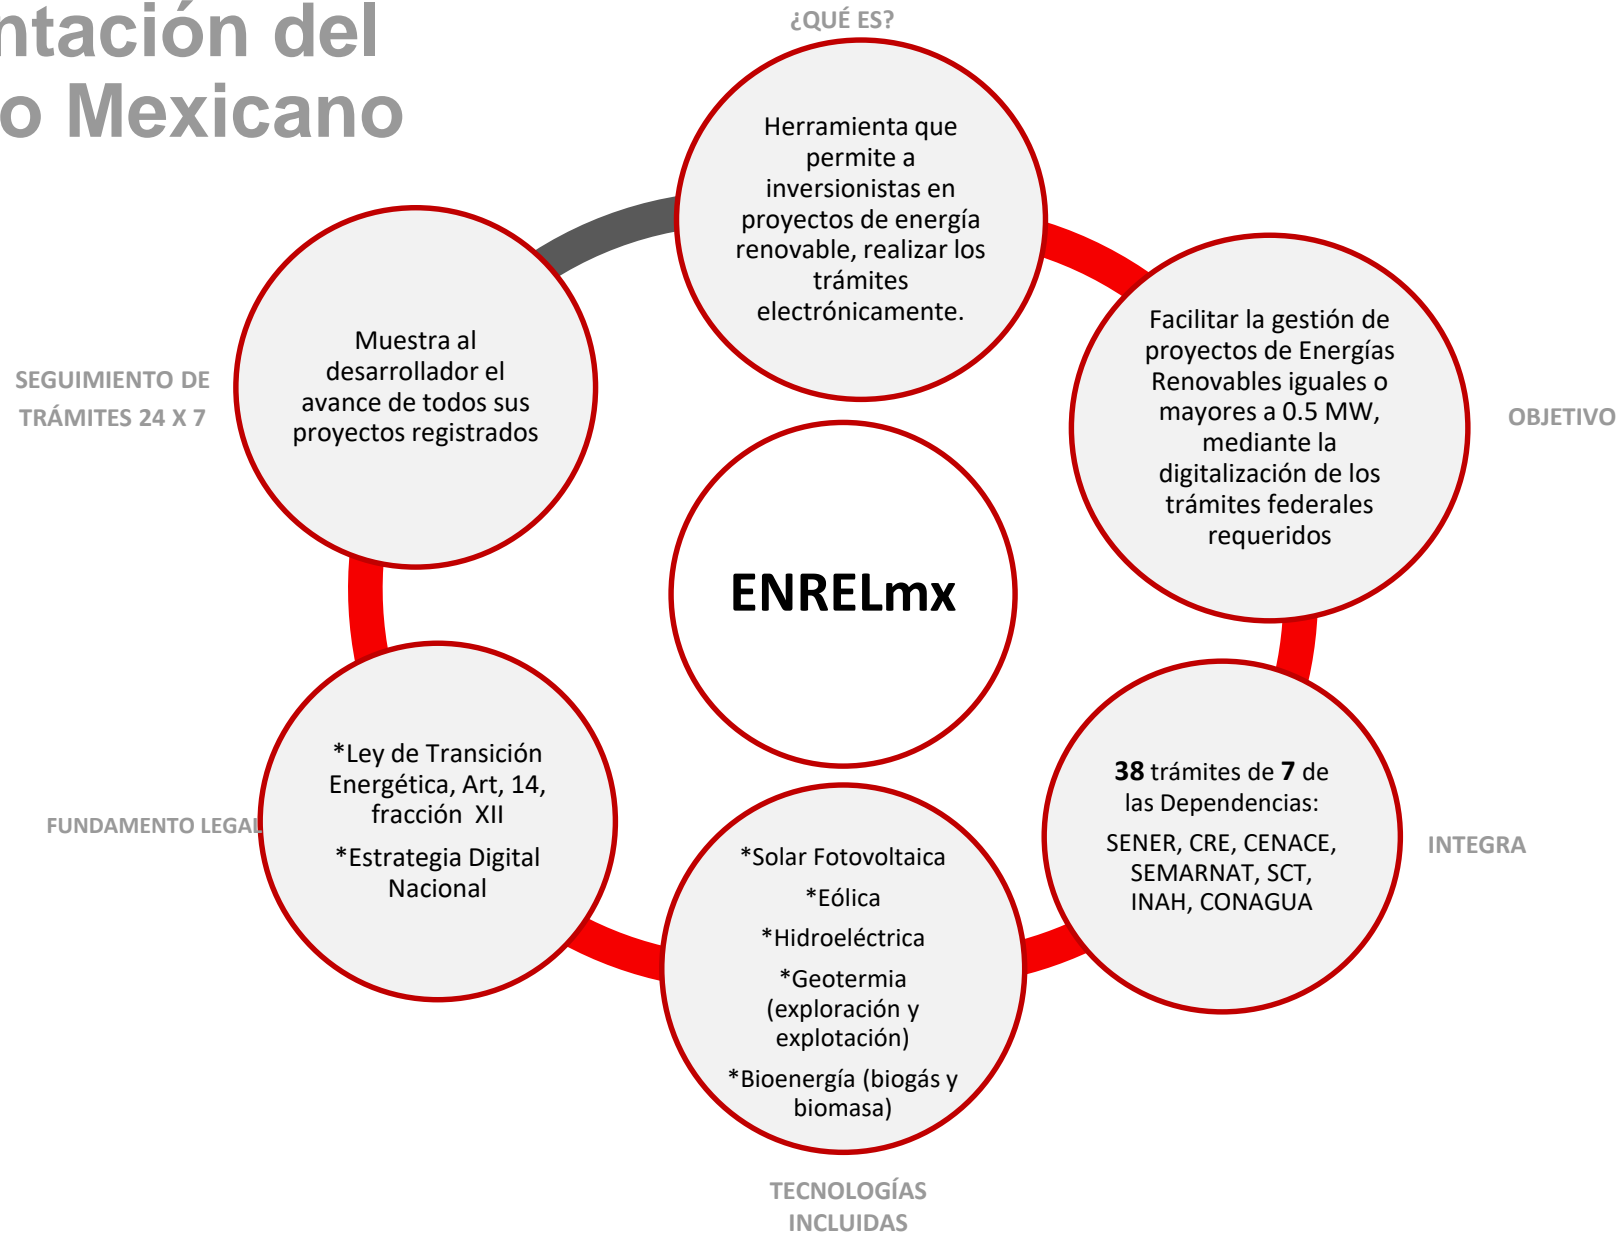 ntación del
o Mexicano
¿QUÉ ES?
Herramienta que
permite a
inversionistas en
proyectos de energía
renovable, realizar los
trámites
electrónicamente.
Facilitar la gestión de
proyectos de Energías
Renovables iguales o
mayores a 0.5 MW,
mediante la
digitalización de los
trámites federales
requeridos
OBJETIVO
38 trámites de 7 de
las Dependencias:
SENER, CRE, CENACE,
SEMARNAT, SCT,
INAH, CONAGUA
INTEGRA
*Solar Fotovoltaica
*Eólica
*Hidroeléctrica
*Geotermia
(exploración y
explotación)
*Bioenergía (biogás y
biomasa)
TECNOLOGÍAS
INCLUIDAS
*Ley de Transición
Energética, Art, 14,
fracción XII
*Estrategia Digital
Nacional
FUNDAMENTO LEGAL
Muestra al
desarrollador el
avance de todos sus
proyectos registrados
SEGUIMIENTO DE
TRÁMITES 24 X 7
ENRELmx